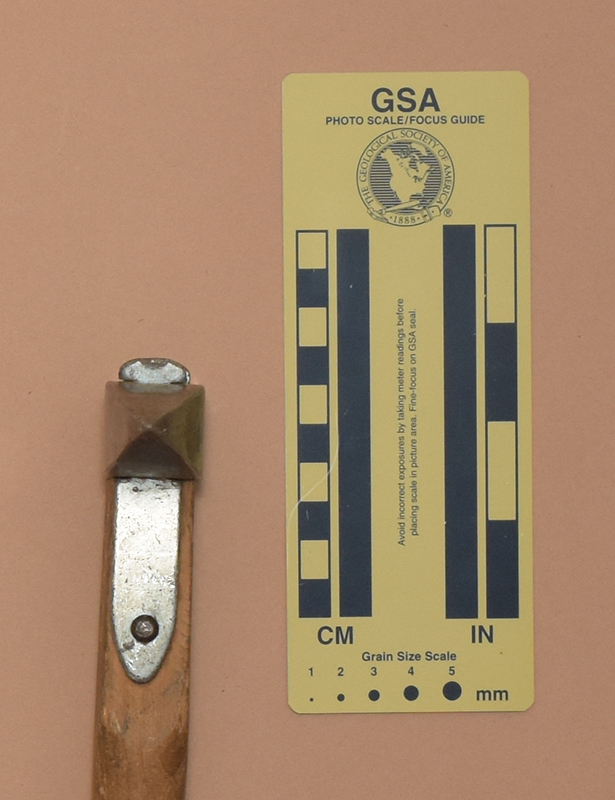 GSA
PHOTO SCALE/FOCUS GUIDE
THE GEOLOGICAL SOCIETY OF AMERICA
·1888·
®
Avoid incorrect exposures by taking meter readings before
placing scale in picture area. Fine-focus on GSA seal.
CM IN
Grain Size Scale
1 2 3 4 5
mm